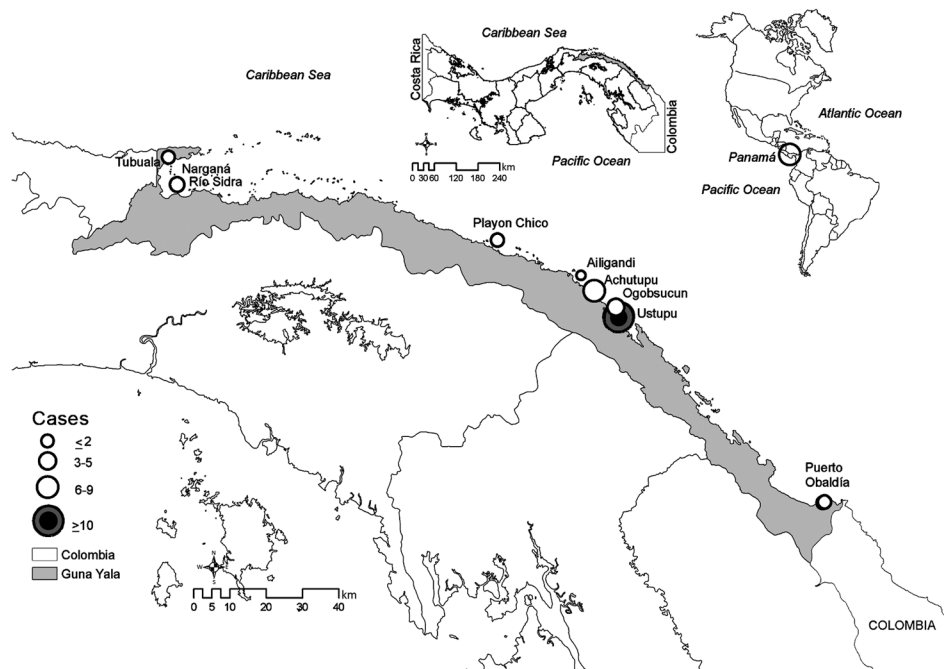 Caribbean Sea
Caribbean Sea
Costa Rica
Colombia
Pacific Ocean
0 30 60 120 180 240
km
Atlantic Ocean
Panamá
Pacific Ocean
Tubuala
Narganá
Río Sidra
Playon Chico
Ailigandi
Achutupu
Ogobsucun
Ustupu
Puerto
Obaldía
COLOMBIA
Cases
≤2
3-5
6-9
≥10
Colombia
Guna Yala
N
W
E
S
km
0 5 10 20 30 40